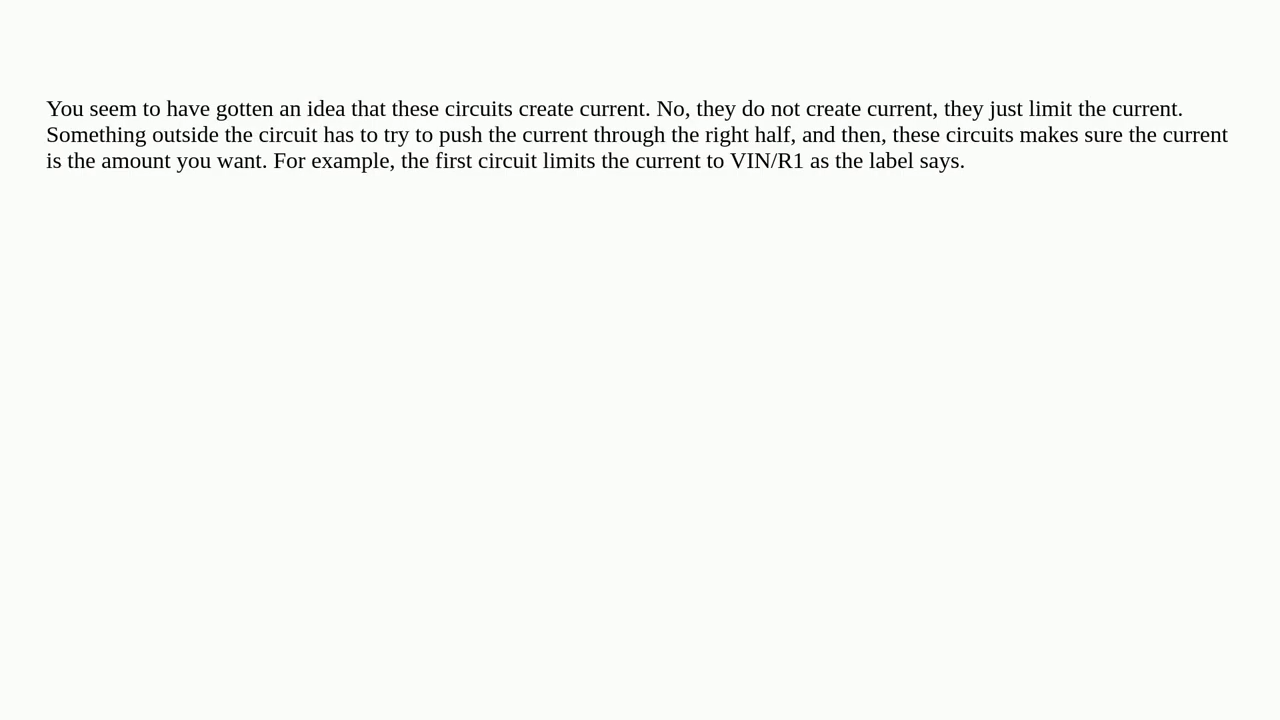 You seem to have gotten an idea that these circuits create current. No, they do not create current, they just limit the current.
Something outside the circuit has to try to push the current through the right half, and then, these circuits makes sure the current
is the amount you want. For example, the first circuit limits the current to VIN/R1 as the label says.